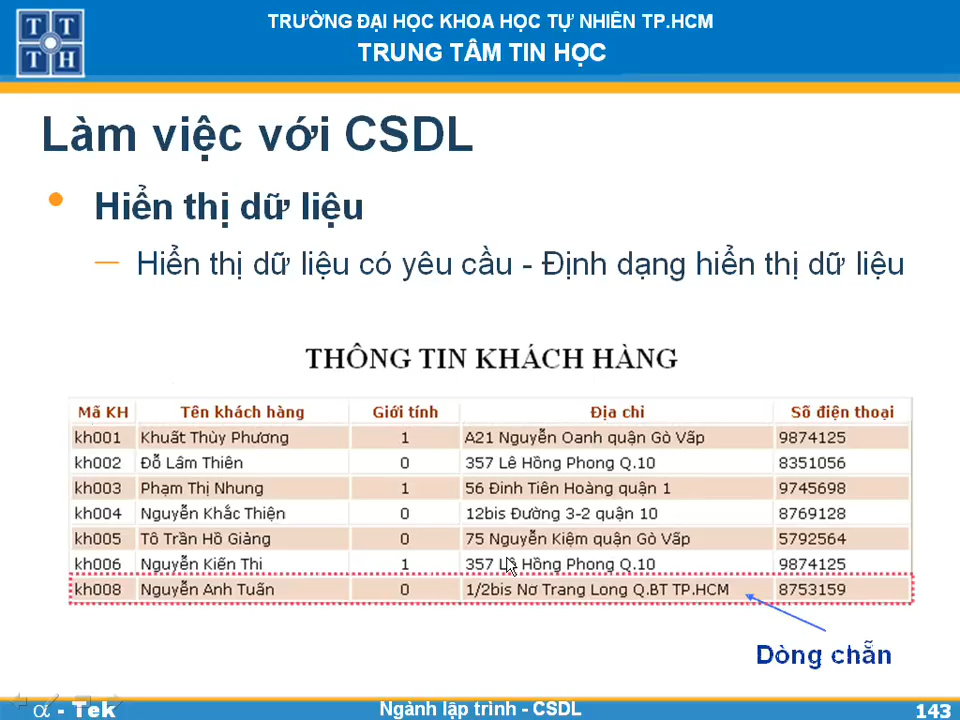 T T
T H
TRƯỜNG ĐẠI HỌC KHOA HỌC TỰ NHIÊN TP.HCM
TRUNG TÂM TIN HỌC
Làm việc với CSDL
• Hiển thị dữ liệu
– Hiển thị dữ liệu có yêu cầu - Định dạng hiển thị dữ liệu
THÔNG TIN KHÁCH HÀNG
Mã KH Tên khách hàng Giới tính Địa chỉ Số điện thoại
kh001 Khuất Thùy Phương 1 A21 Nguyễn Oanh quận Gò Vấp 9874125
kh002 Đỗ Lâm Thiên 0 357 Lê Hồng Phong Q.10 8351056
kh003 Phạm Thị Nhung 1 56 Đinh Tiên Hoàng quận 1 9745698
kh004 Nguyễn Khắc Thiện 0 12bis Đường 3-2 quận 10 8769128
kh005 Tô Trần Hồ Giảng 0 75 Nguyễn Kiệm quận Gò Vấp 5792564
kh006 Nguyễn Kiến Thi 1 357 Lê Hồng Phong Q.10 9874125
kh008 Nguyễn Anh Tuấn 0 1/2bis Nơ Trang Long Q.BT TP.HCM 8753159
Dòng chẵn
α - Tek Ngành lập trình - CSDL 143